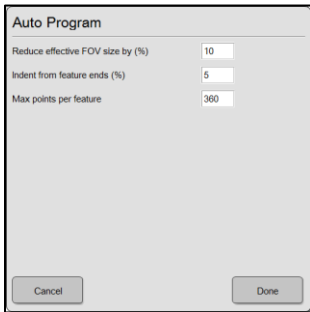 Auto Program
Reduce effective FOV size by (%) 10
Indent from feature ends (%) 5
Max points per feature 360
Cancel Done